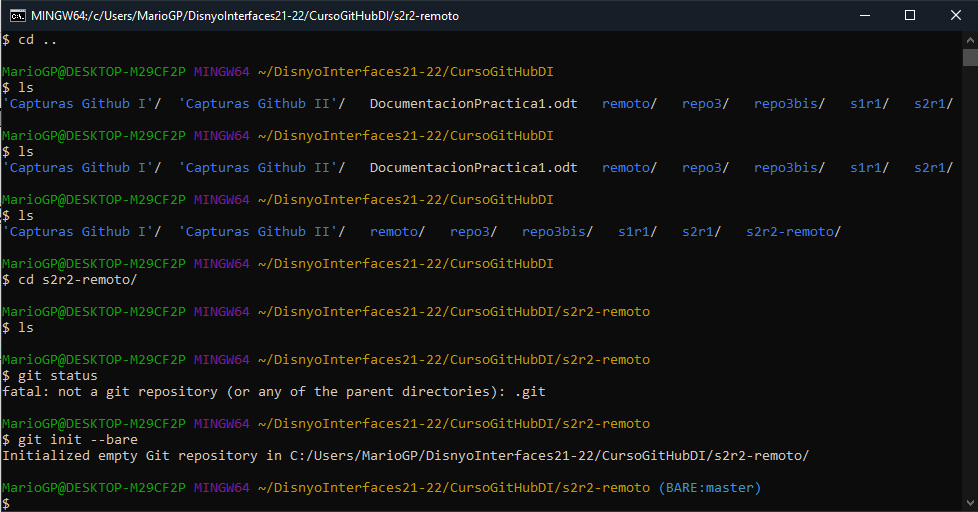 MINGW64:/c/Users/MarioGP/DisnyoInterfaces21-22/CursoGitHubDI/s2r2-remoto
$ cd ..
MarioGP@DESKTOP-M29CF2P MINGW64 ~/DisnyoInterfaces21-22/CursoGitHubDI
$ ls
'Capturas Github I'/  'Capturas Github II'/   DocumentacionPractica1.odt   remoto/   repo3/   repo3bis/   s1r1/   s2r1/
MarioGP@DESKTOP-M29CF2P MINGW64 ~/DisnyoInterfaces21-22/CursoGitHubDI
$ ls
'Capturas Github I'/  'Capturas Github II'/   DocumentacionPractica1.odt   remoto/   repo3/   repo3bis/   s1r1/   s2r1/
MarioGP@DESKTOP-M29CF2P MINGW64 ~/DisnyoInterfaces21-22/CursoGitHubDI
$ ls
'Capturas Github I'/  'Capturas Github II'/   remoto/   repo3/   repo3bis/   s1r1/   s2r1/   s2r2-remoto/
MarioGP@DESKTOP-M29CF2P MINGW64 ~/DisnyoInterfaces21-22/CursoGitHubDI
$ cd s2r2-remoto/
MarioGP@DESKTOP-M29CF2P MINGW64 ~/DisnyoInterfaces21-22/CursoGitHubDI/s2r2-remoto
$ ls
MarioGP@DESKTOP-M29CF2P MINGW64 ~/DisnyoInterfaces21-22/CursoGitHubDI/s2r2-remoto
$ git status
fatal: not a git repository (or any of the parent directories): .git
MarioGP@DESKTOP-M29CF2P MINGW64 ~/DisnyoInterfaces21-22/CursoGitHubDI/s2r2-remoto
$ git init --bare
Initialized empty Git repository in C:/Users/MarioGP/DisnyoInterfaces21-22/CursoGitHubDI/s2r2-remoto/
MarioGP@DESKTOP-M29CF2P MINGW64 ~/DisnyoInterfaces21-22/CursoGitHubDI/s2r2-remoto (BARE:master)
$